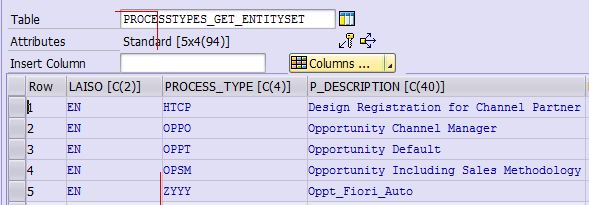 Table PROCESSTYPES_GET_ENTITYSET
Attributes Standard [5x4(94)]
Insert Column Columns ...
Row LAISO [C(2)] PROCESS_TYPE [C(4)] P_DESCRIPTION [C(40)]
1 EN HTCP Design Registration for Channel Partner
2 EN OPPO Opportunity Channel Manager
3 EN OPPT Opportunity Default
4 EN OPSM Opportunity Including Sales Methodology
5 EN ZYYY Oppt_Fiori_Auto